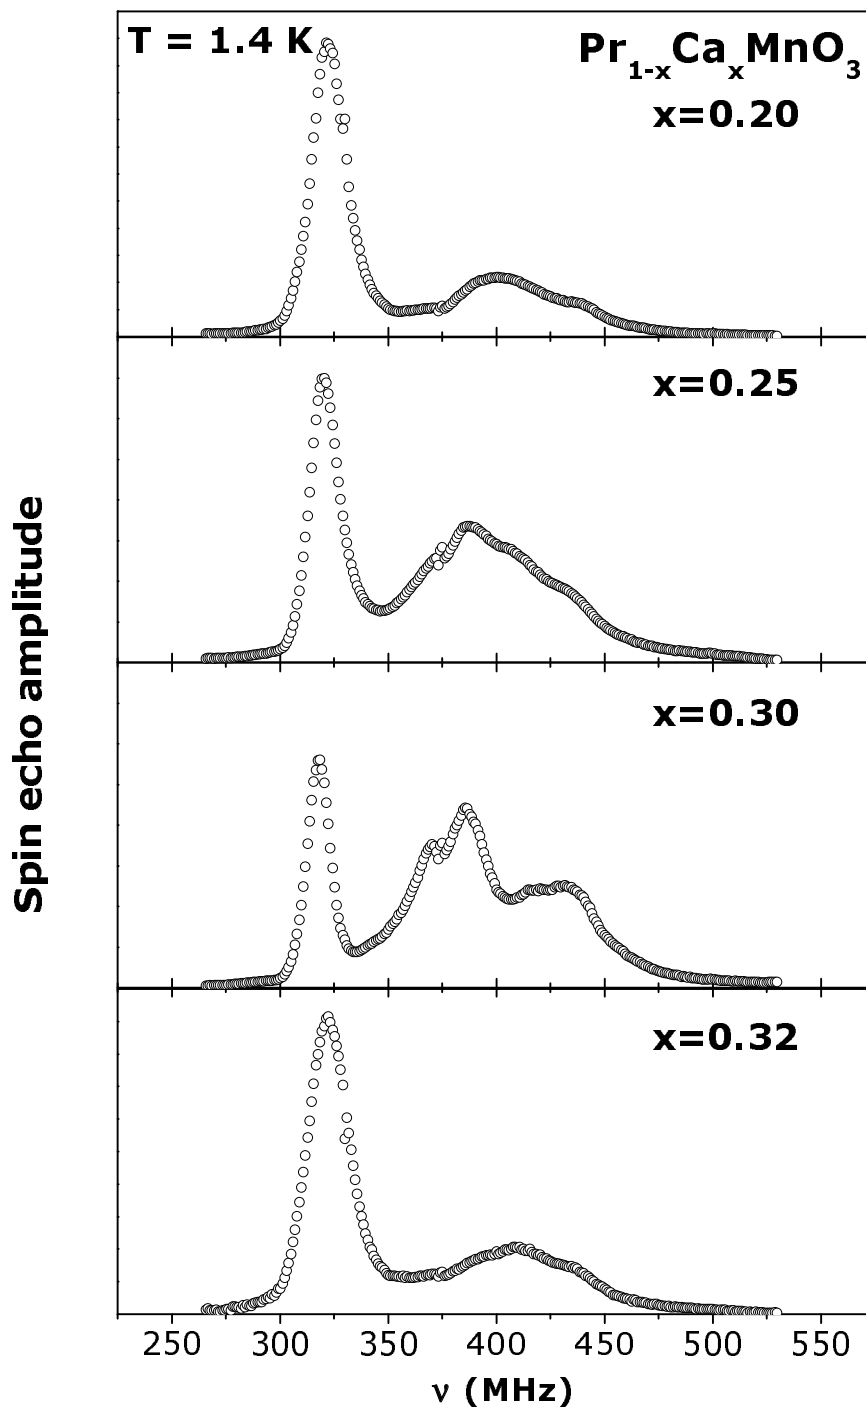 T = 1.4 K
Pr1-xCaxMnO3
x=0.20
x=0.25
x=0.30
x=0.32
Spin echo amplitude
250 300 350 400 450 500 550
ν (MHz)